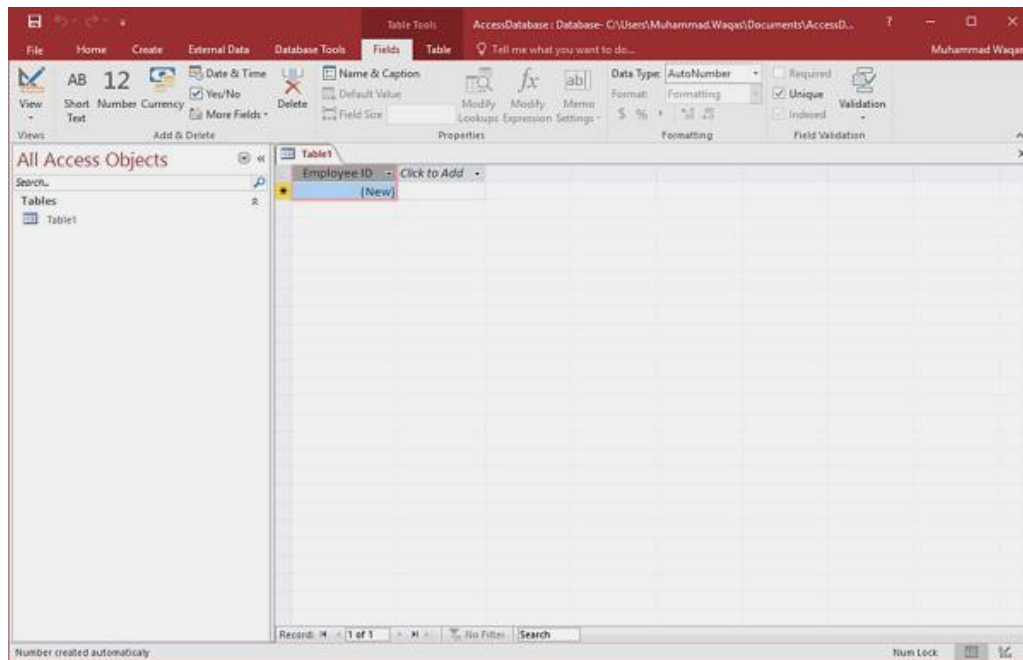 Table Tools AccessDatabase : Database- C:\Users\Muhammad.Waqas\Documents\AccessD... ?
File Home Create External Data Database Tools Fields Table Tell me what you want to do... Muhammad Waqas
AB 12 Date & Time Name & Caption fx ab| Data Type: AutoNumber Required
Yes/No Default Value Format: Formatting Unique
View Short Text Number Currency More Fields Delete Field Size Modify Lookups Modify Expression Memo Settings $ % Indexed Validation
Views Add & Delete Properties Formatting Field Validation
All Access Objects
Search...
Tables
Table1
Table1
Employee ID Click to Add
(New)
Record: 1 of 1 No Filter Search
Number created automaticaly Num Lock